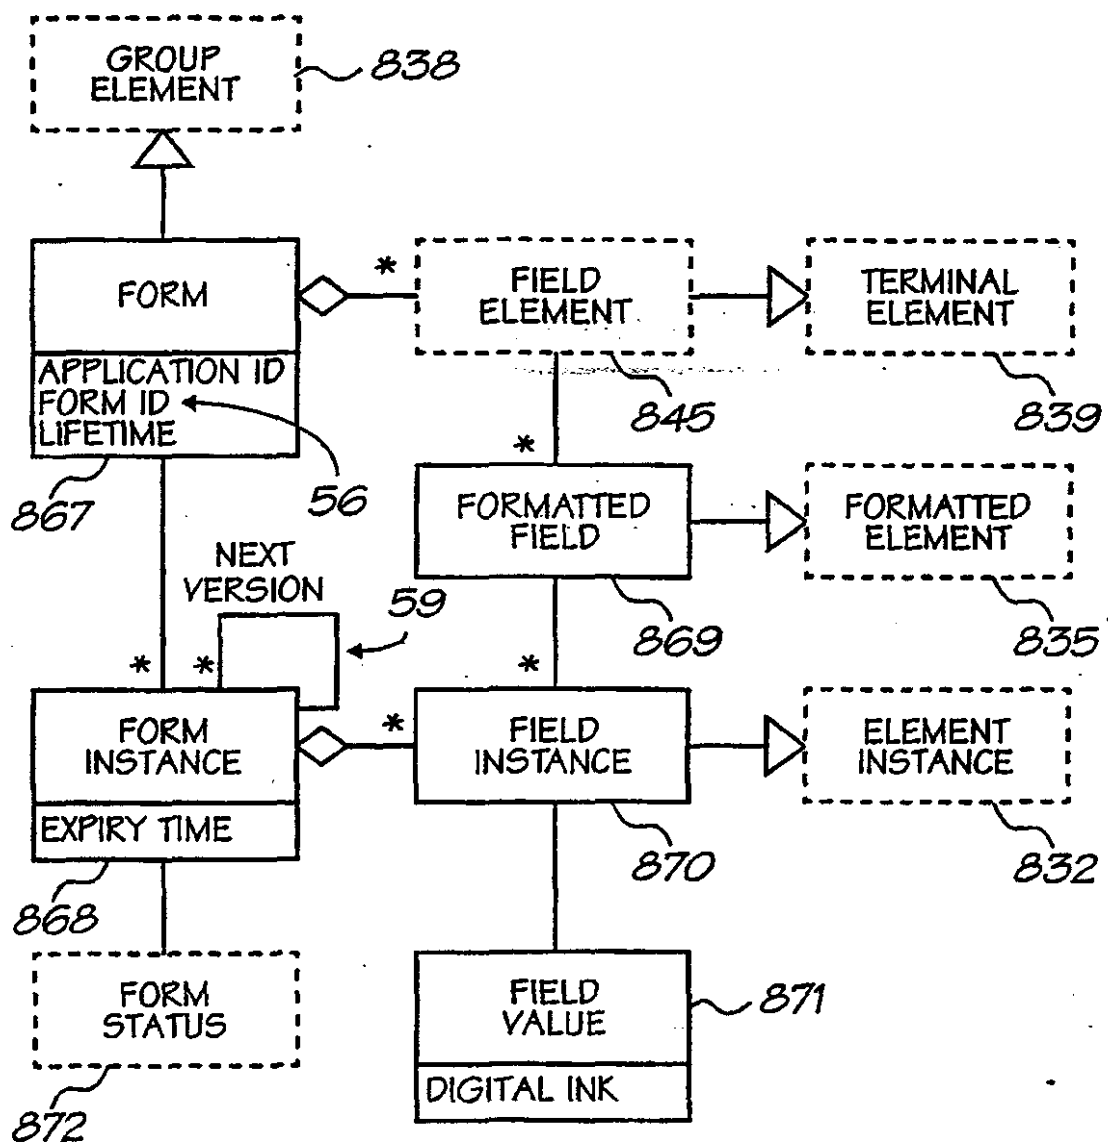 GROUP
ELEMENT
838
FORM
*
FIELD
ELEMENT
TERMINAL
ELEMENT
APPLICATION ID
FORM ID
LIFETIME
845
839
867
56
*
FORMATTED
FIELD
FORMATTED
ELEMENT
NEXT
VERSION
59
869
835
*
*
*
FORM
INSTANCE
*
FIELD
INSTANCE
ELEMENT
INSTANCE
EXPIRY TIME
870
832
868
FORM
STATUS
FIELD
VALUE
871
DIGITAL INK
872